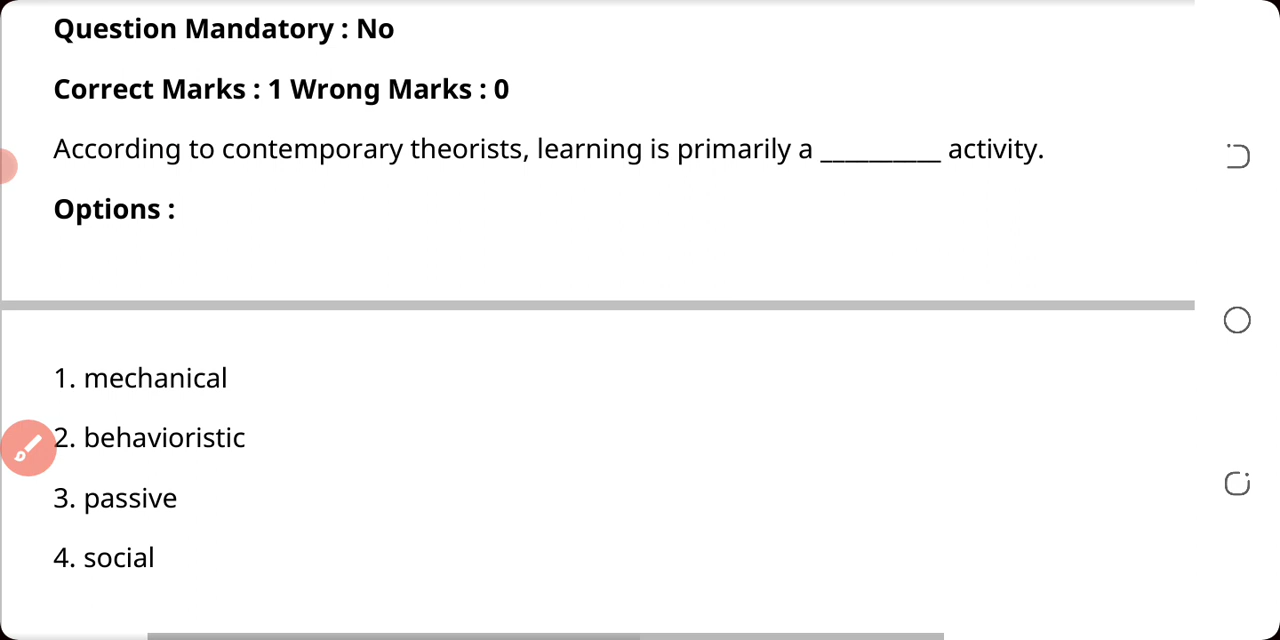 Question Mandatory : No
Correct Marks : 1 Wrong Marks : 0
According to contemporary theorists, learning is primarily a __________ activity.
Options :
1. mechanical
2. behavioristic
3. passive
4. social